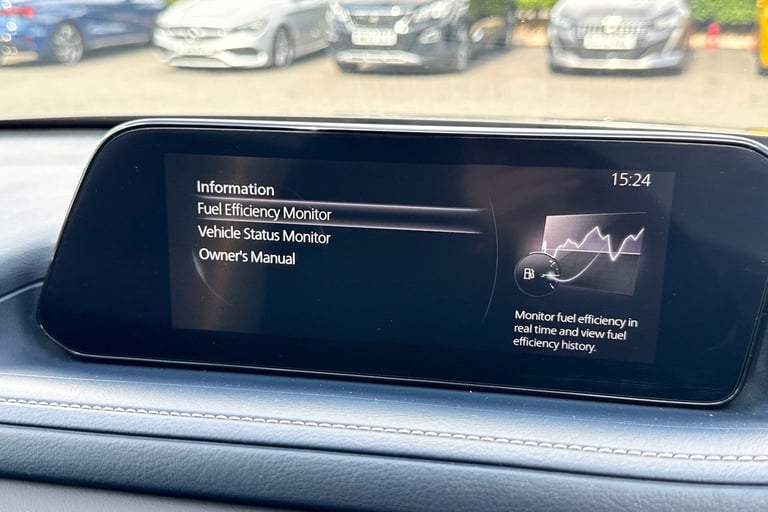 Information
15:24
Fuel Efficiency Monitor
Vehicle Status Monitor
Owner's Manual
Monitor fuel efficiency in
real time and view fuel
efficiency history.